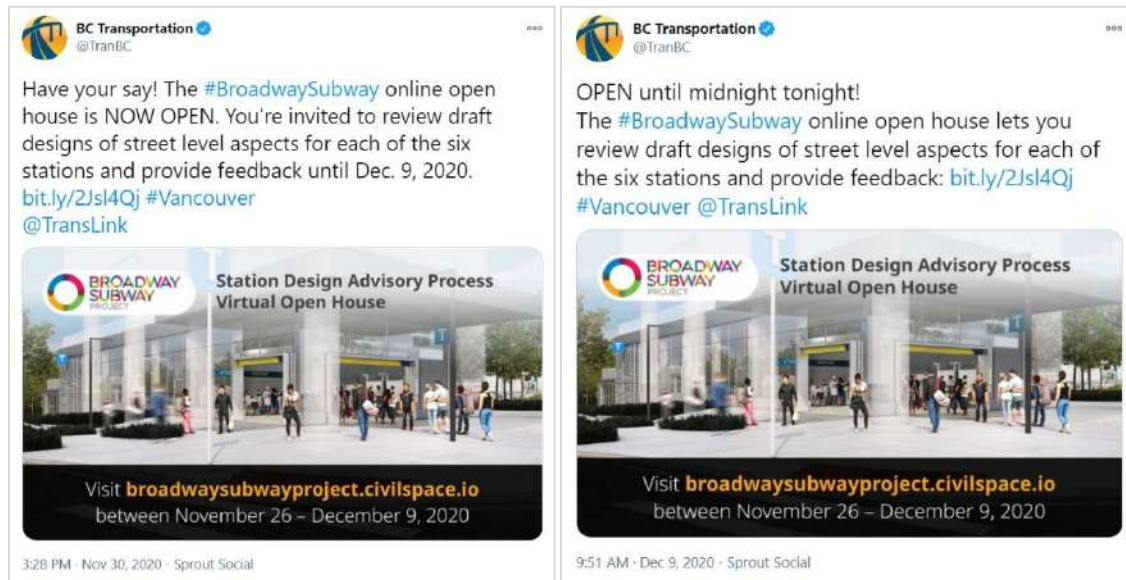 BC Transportation
@TranBC
Have your say! The #BroadwaySubway online open
house is NOW OPEN. You're invited to review draft
designs of street level aspects for each of the six
stations and provide feedback until Dec. 9, 2020.
bit.ly/2Jsl4Qj #Vancouver
@TransLink
BROADWAY
SUBWAY
PROJECT
Station Design Advisory Process
Virtual Open House
T
Visit broadwaysubwayproject.civilspace.io
between November 26 – December 9, 2020
3:28 PM · Nov 30, 2020 · Sprout Social
BC Transportation
@TranBC
OPEN until midnight tonight!
The #BroadwaySubway online open house lets you
review draft designs of street level aspects for each of
the six stations and provide feedback: bit.ly/2Jsl4Qj
#Vancouver @TransLink
BROADWAY
SUBWAY
PROJECT
Station Design Advisory Process
Virtual Open House
T
T
Visit broadwaysubwayproject.civilspace.io
between November 26 – December 9, 2020
9:51 AM · Dec 9, 2020 · Sprout Social